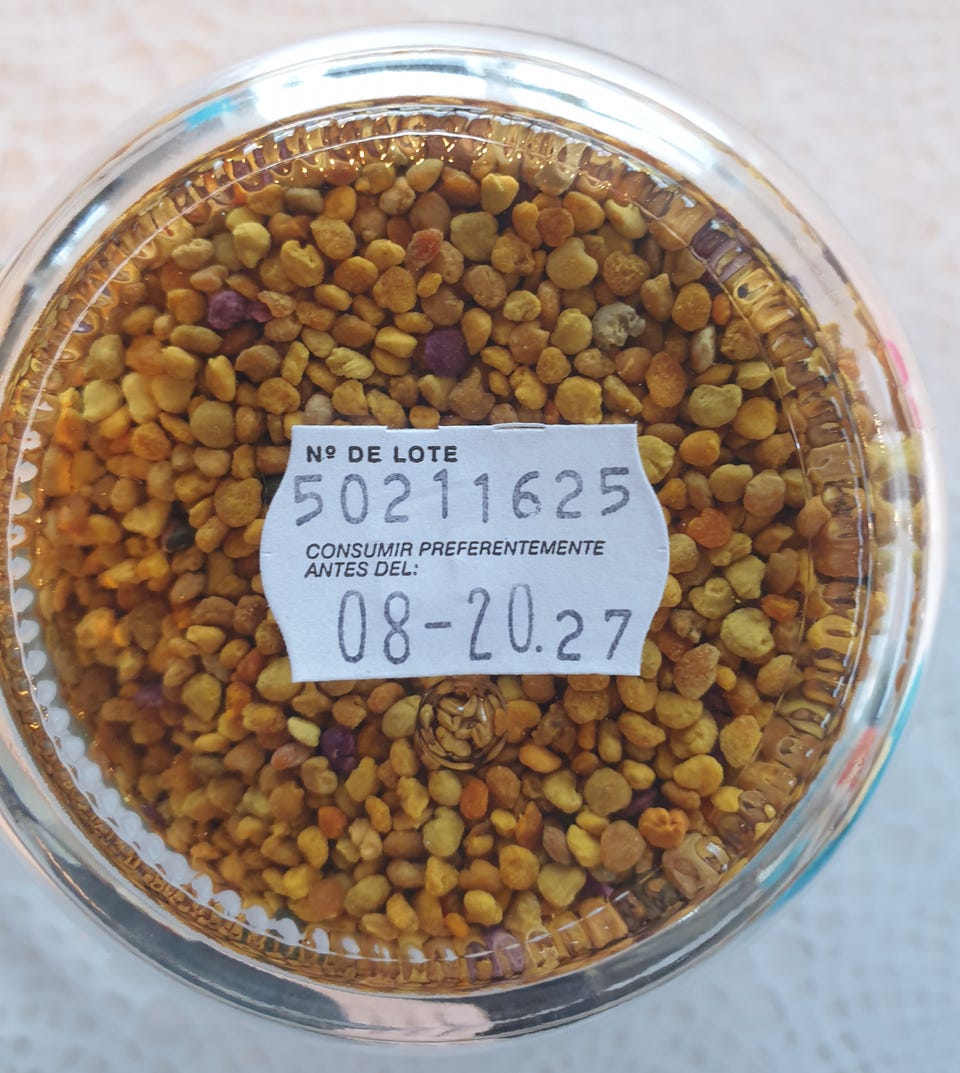 Nº DE LOTE
50211625
CONSUMIR PREFERENTEMENTE
ANTES DEL:
08-20.27